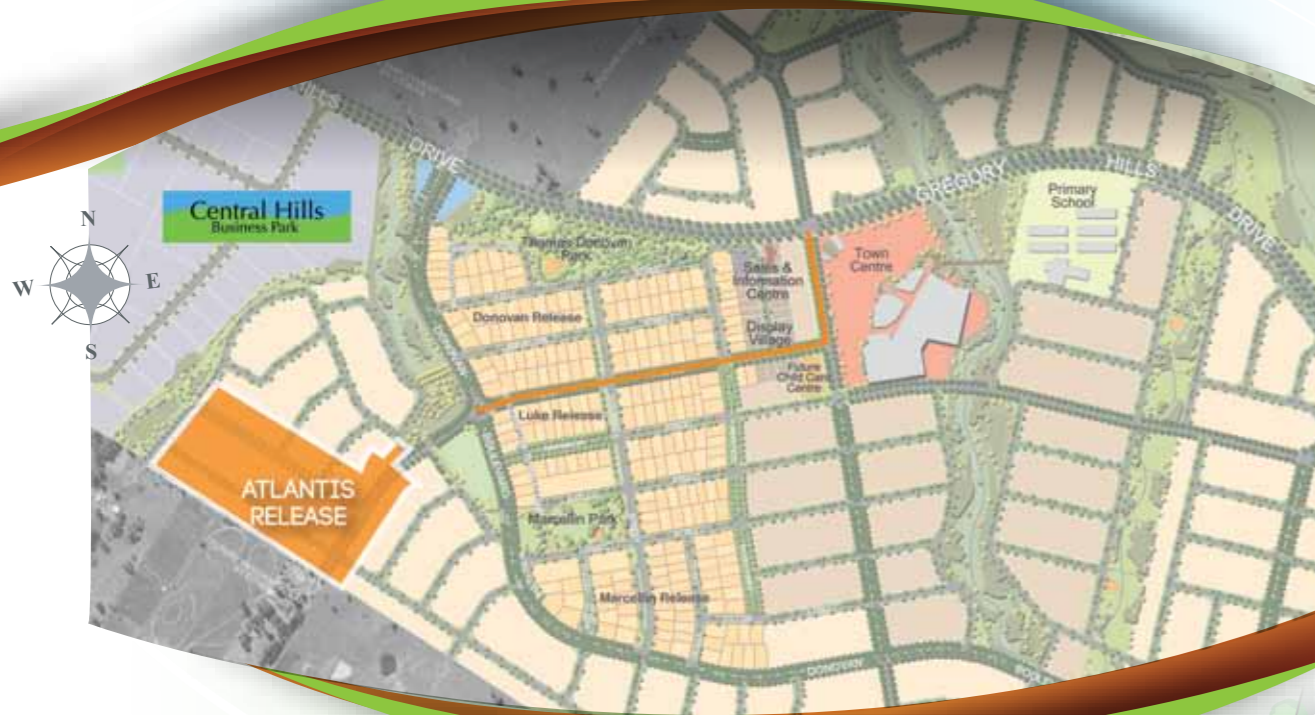 HILLS
DRIVE
GREGORY
HILLS
DRIVE
Central Hills
Business Park
N
W
E
S
Primary
School
Thomas Donovan
Park
Town
Centre
Sales &
Information
Centre
Display
Village
Donovan Release
Future
Child Care
Centre
Luke Release
ATLANTIS
RELEASE
Marcellin Park
Marcellin Release
DONOVAN